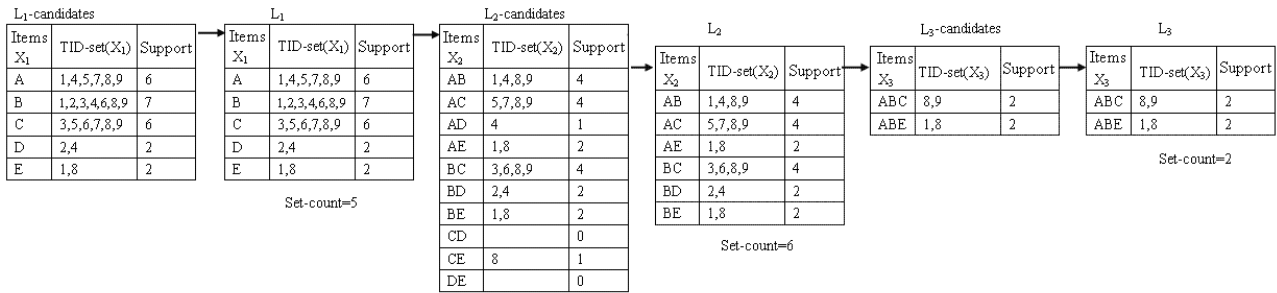 L1-candidates
Items X1 TID-set(X1) Support
A 1,4,5,7,8,9 6
B 1,2,3,4,6,8,9 7
C 3,5,6,7,8,9 6
D 2,4 2
E 1,8 2
L1
Items X1 TID-set(X1) Support
A 1,4,5,7,8,9 6
B 1,2,3,4,6,8,9 7
C 3,5,6,7,8,9 6
D 2,4 2
E 1,8 2
Set-count=5
L2-candidates
Items X2 TID-set(X2) Support
AB 1,4,8,9 4
AC 5,7,8,9 4
AD 4 1
AE 1,8 2
BC 3,6,8,9 4
BD 2,4 2
BE 1,8 2
CD 0
CE 8 1
DE 0
L2
Items X2 TID-set(X2) Support
AB 1,4,8,9 4
AC 5,7,8,9 4
AE 1,8 2
BC 3,6,8,9 4
BD 2,4 2
BE 1,8 2
Set-count=6
L3-candidates
Items X3 TID-set(X3) Support
ABC 8,9 2
ABE 1,8 2
L3
Items X3 TID-set(X3) Support
ABC 8,9 2
ABE 1,8 2
Set-count=2